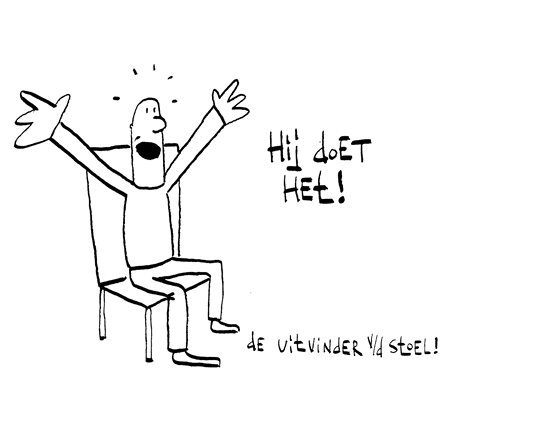 Hij doET
HEt!
de uitvinder v/d stoel!